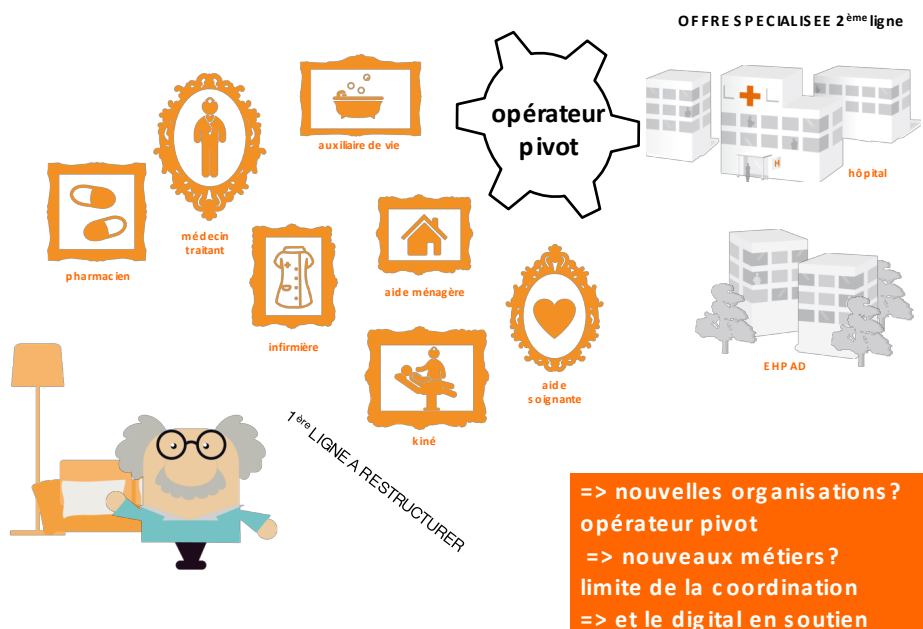 OFFRE SPECIALISEE 2ème ligne
opérateur
pivot
auxiliaire de vie
hôpital
médecin
traitant
pharmacien
aide ménagère
infirmière
aide
soignante
EHPAD
kiné
1ère LIGNE A RESTRUCTURER
=> nouvelles organisations?
opérateur pivot
=> nouveaux métiers?
limite de la coordination
=> et le digital en soutien
H